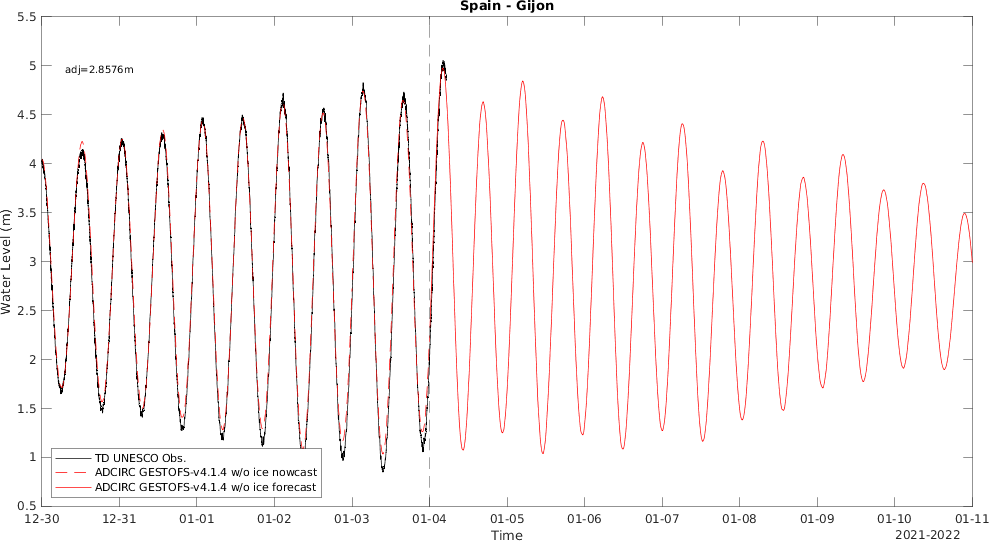 Spain - Gijon
5.5
5
4.5
4
3.5
3
2.5
2
1.5
1
0.5
Water Level (m)
adj=2.8576m
TD UNESCO Obs.
ADCIRC GESTOFS-v4.1.4 w/o ice nowcast
ADCIRC GESTOFS-v4.1.4 w/o ice forecast
12-30 12-31 01-01 01-02 01-03 01-04 01-05 01-06 01-07 01-08 01-09 01-10 01-11
Time
2021-2022